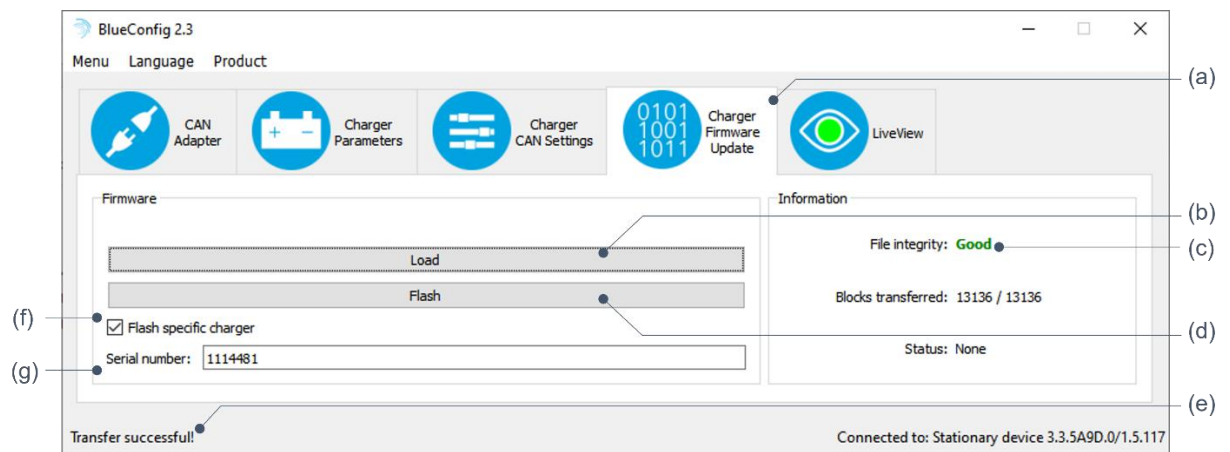 BlueConfig 2.3
Menu Language Product
(a)
CAN
Adapter
Charger
Parameters
Charger
CAN Settings
0101
1001
1011
Charger
Firmware
Update
LiveView
Firmware
Information
(b)
File integrity: Good
(c)
Load
Flash
Blocks transferred: 13136 / 13136
(f)
Flash specific charger
(d)
Status: None
Serial number: 1114481
(g)
(e)
Transfer successful!
Connected to: Stationary device 3.3.5A9D.0/1.5.117